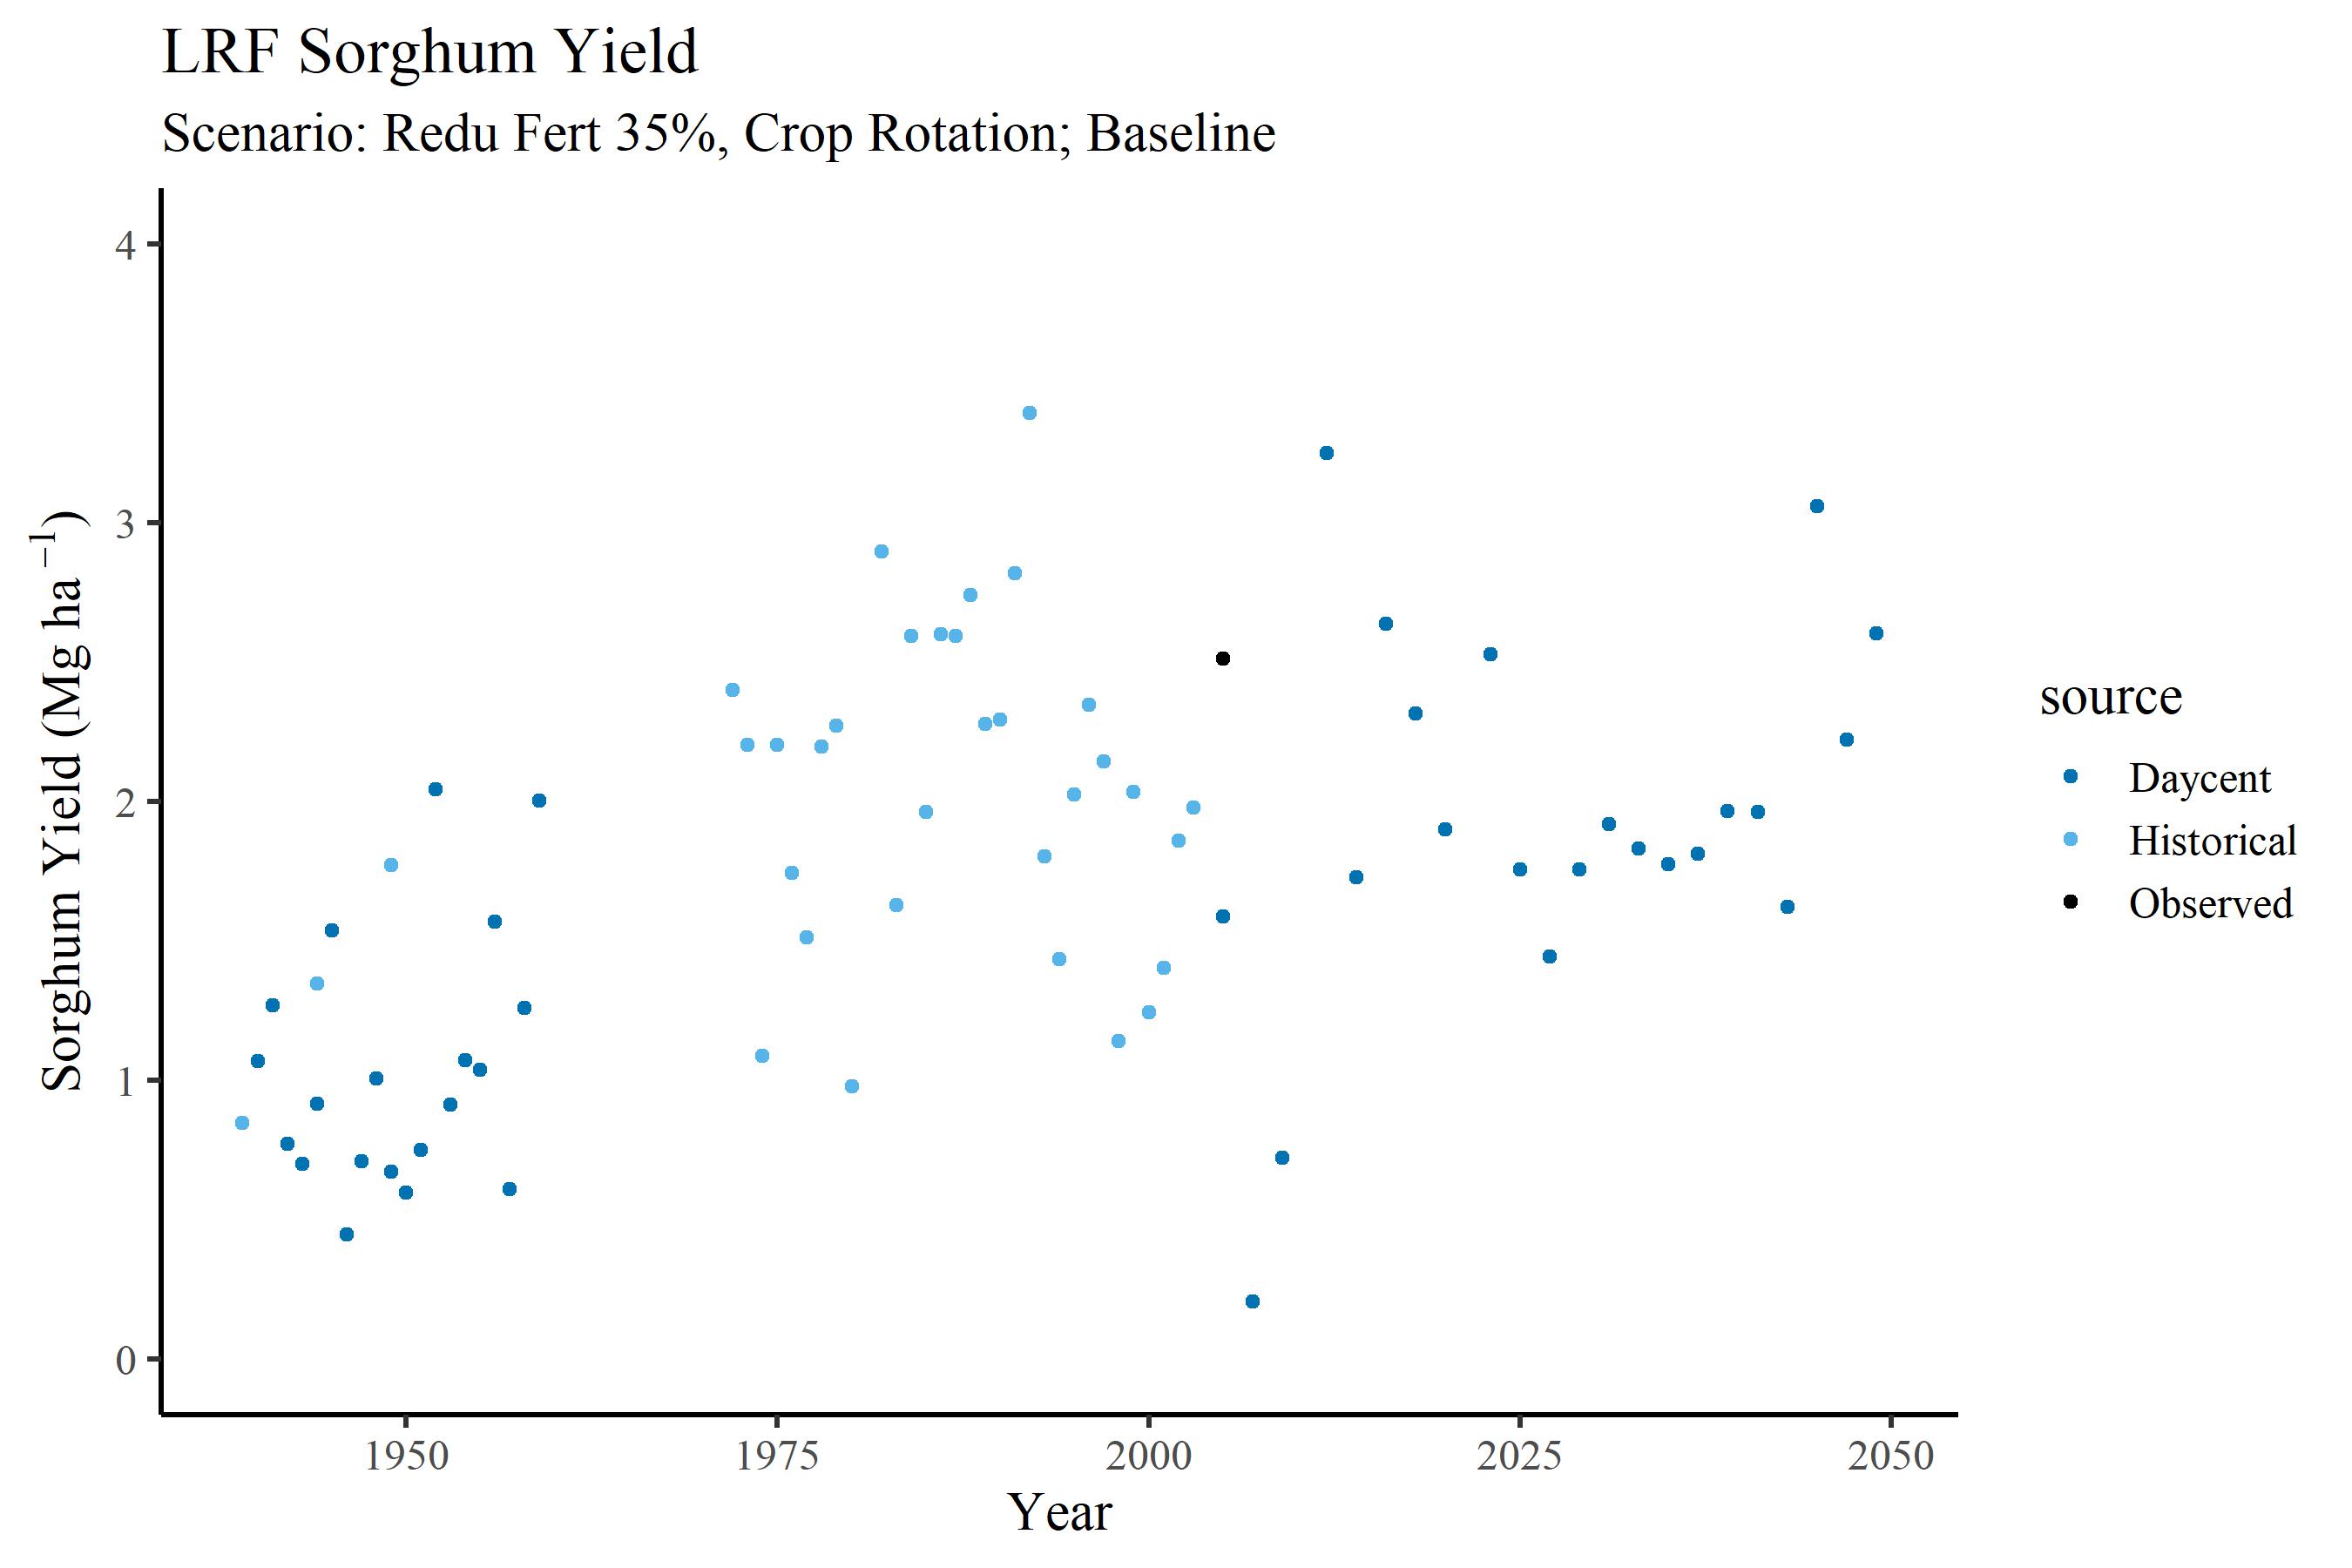 LRF Sorghum Yield
Scenario: Redu Fert 35%, Crop Rotation; Baseline
Sorghum Yield (Mg ha⁻¹)
4
3
2
1
0
1950 1975 2000 2025 2050
Year
source
Daycent
Historical
Observed